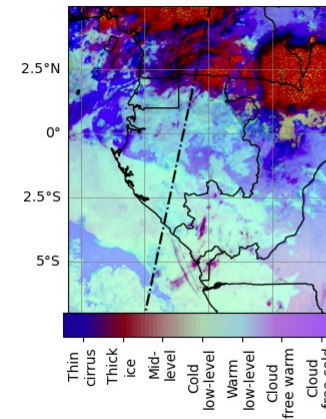 2.5°N
0°
2.5°S
5°S
Thin
cirrus
Thick
ice
Mid-
level
Cold
low-level
Warm
low-level
Cloud
free warm
Cloud